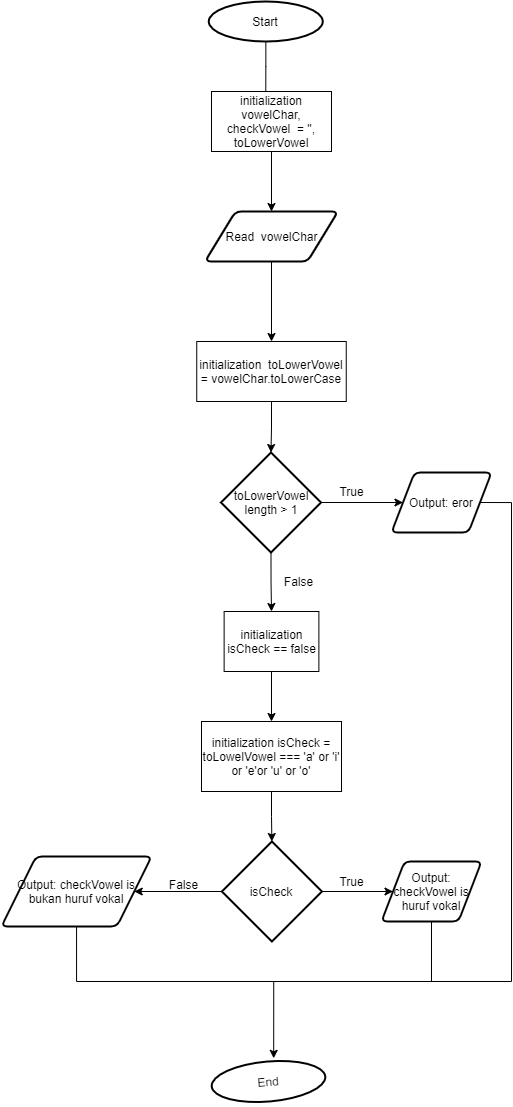 Start
initialization
vowelChar,
checkVowel = '',
toLowerVowel
Read vowelChar
initialization toLowerVowel
= vowelChar.toLowerCase
toLowerVowel
length > 1
True
Output: eror
False
initialization
isCheck == false
initialization isCheck =
toLowelVowel === 'a' or 'i'
or 'e'or 'u' or 'o'
Output: checkVowel is
bukan huruf vokal
False
isCheck
True
Output:
checkVowel is
huruf vokal
End